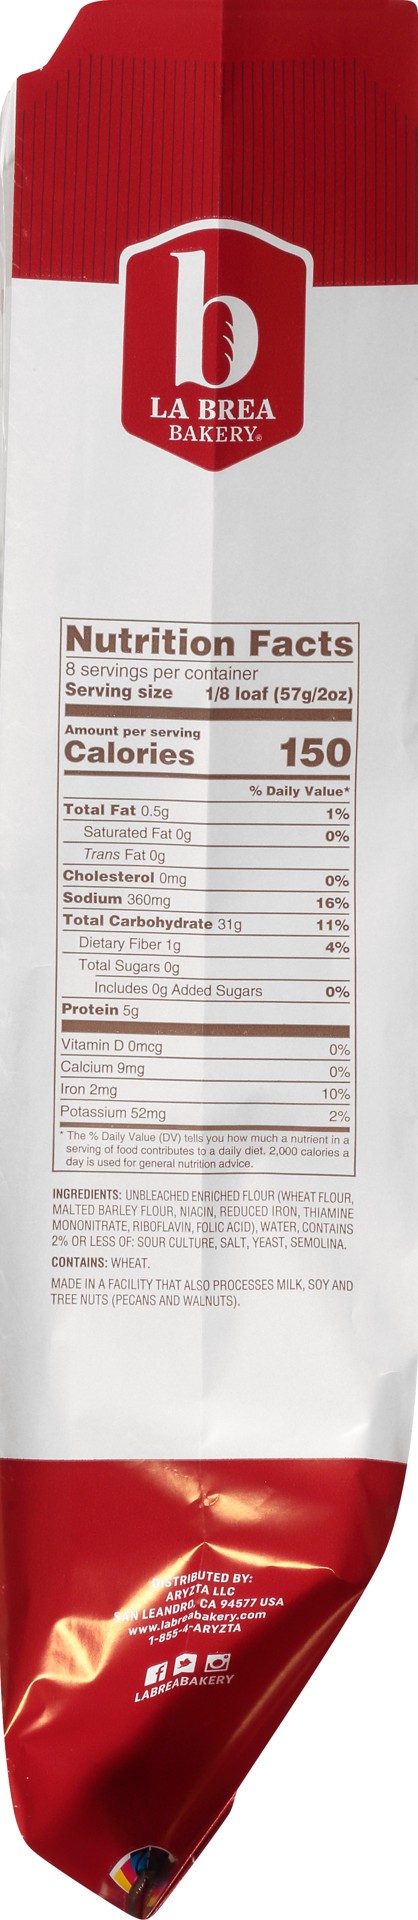 b
LA BREA
BAKERY®
Nutrition Facts
8 servings per container
Serving size 1/8 loaf (57g/2oz)
Amount per serving
Calories 150
% Daily Value*
Total Fat 0.5g 1%
Saturated Fat 0g 0%
Trans Fat 0g
Cholesterol 0mg 0%
Sodium 360mg 16%
Total Carbohydrate 31g 11%
Dietary Fiber 1g 4%
Total Sugars 0g
Includes 0g Added Sugars 0%
Protein 5g
Vitamin D 0mcg 0%
Calcium 9mg 0%
Iron 2mg 10%
Potassium 52mg 2%
* The % Daily Value (DV) tells you how much a nutrient in a
serving of food contributes to a daily diet. 2,000 calories a
day is used for general nutrition advice.
INGREDIENTS: UNBLEACHED ENRICHED FLOUR (WHEAT FLOUR,
MALTED BARLEY FLOUR, NIACIN, REDUCED IRON, THIAMINE
MONONITRATE, RIBOFLAVIN, FOLIC ACID), WATER, CONTAINS
2% OR LESS OF: SOUR CULTURE, SALT, YEAST, SEMOLINA.
CONTAINS: WHEAT.
MADE IN A FACILITY THAT ALSO PROCESSES MILK, SOY AND
TREE NUTS (PECANS AND WALNUTS).
DISTRIBUTED BY:
ARYZTA LLC
SAN LEANDRO, CA 94577 USA
www.labreabakery.com
1-855-4-ARYZTA
LABREABAKERY